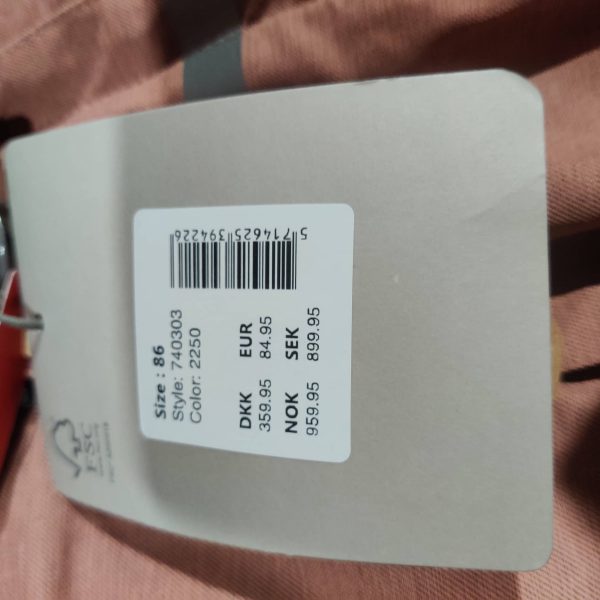 Size : 86
Style: 740303
Color: 2250
5 714625 394226
DKK EUR
359.95 84.95
NOK SEK
959.95 899.95
FSC